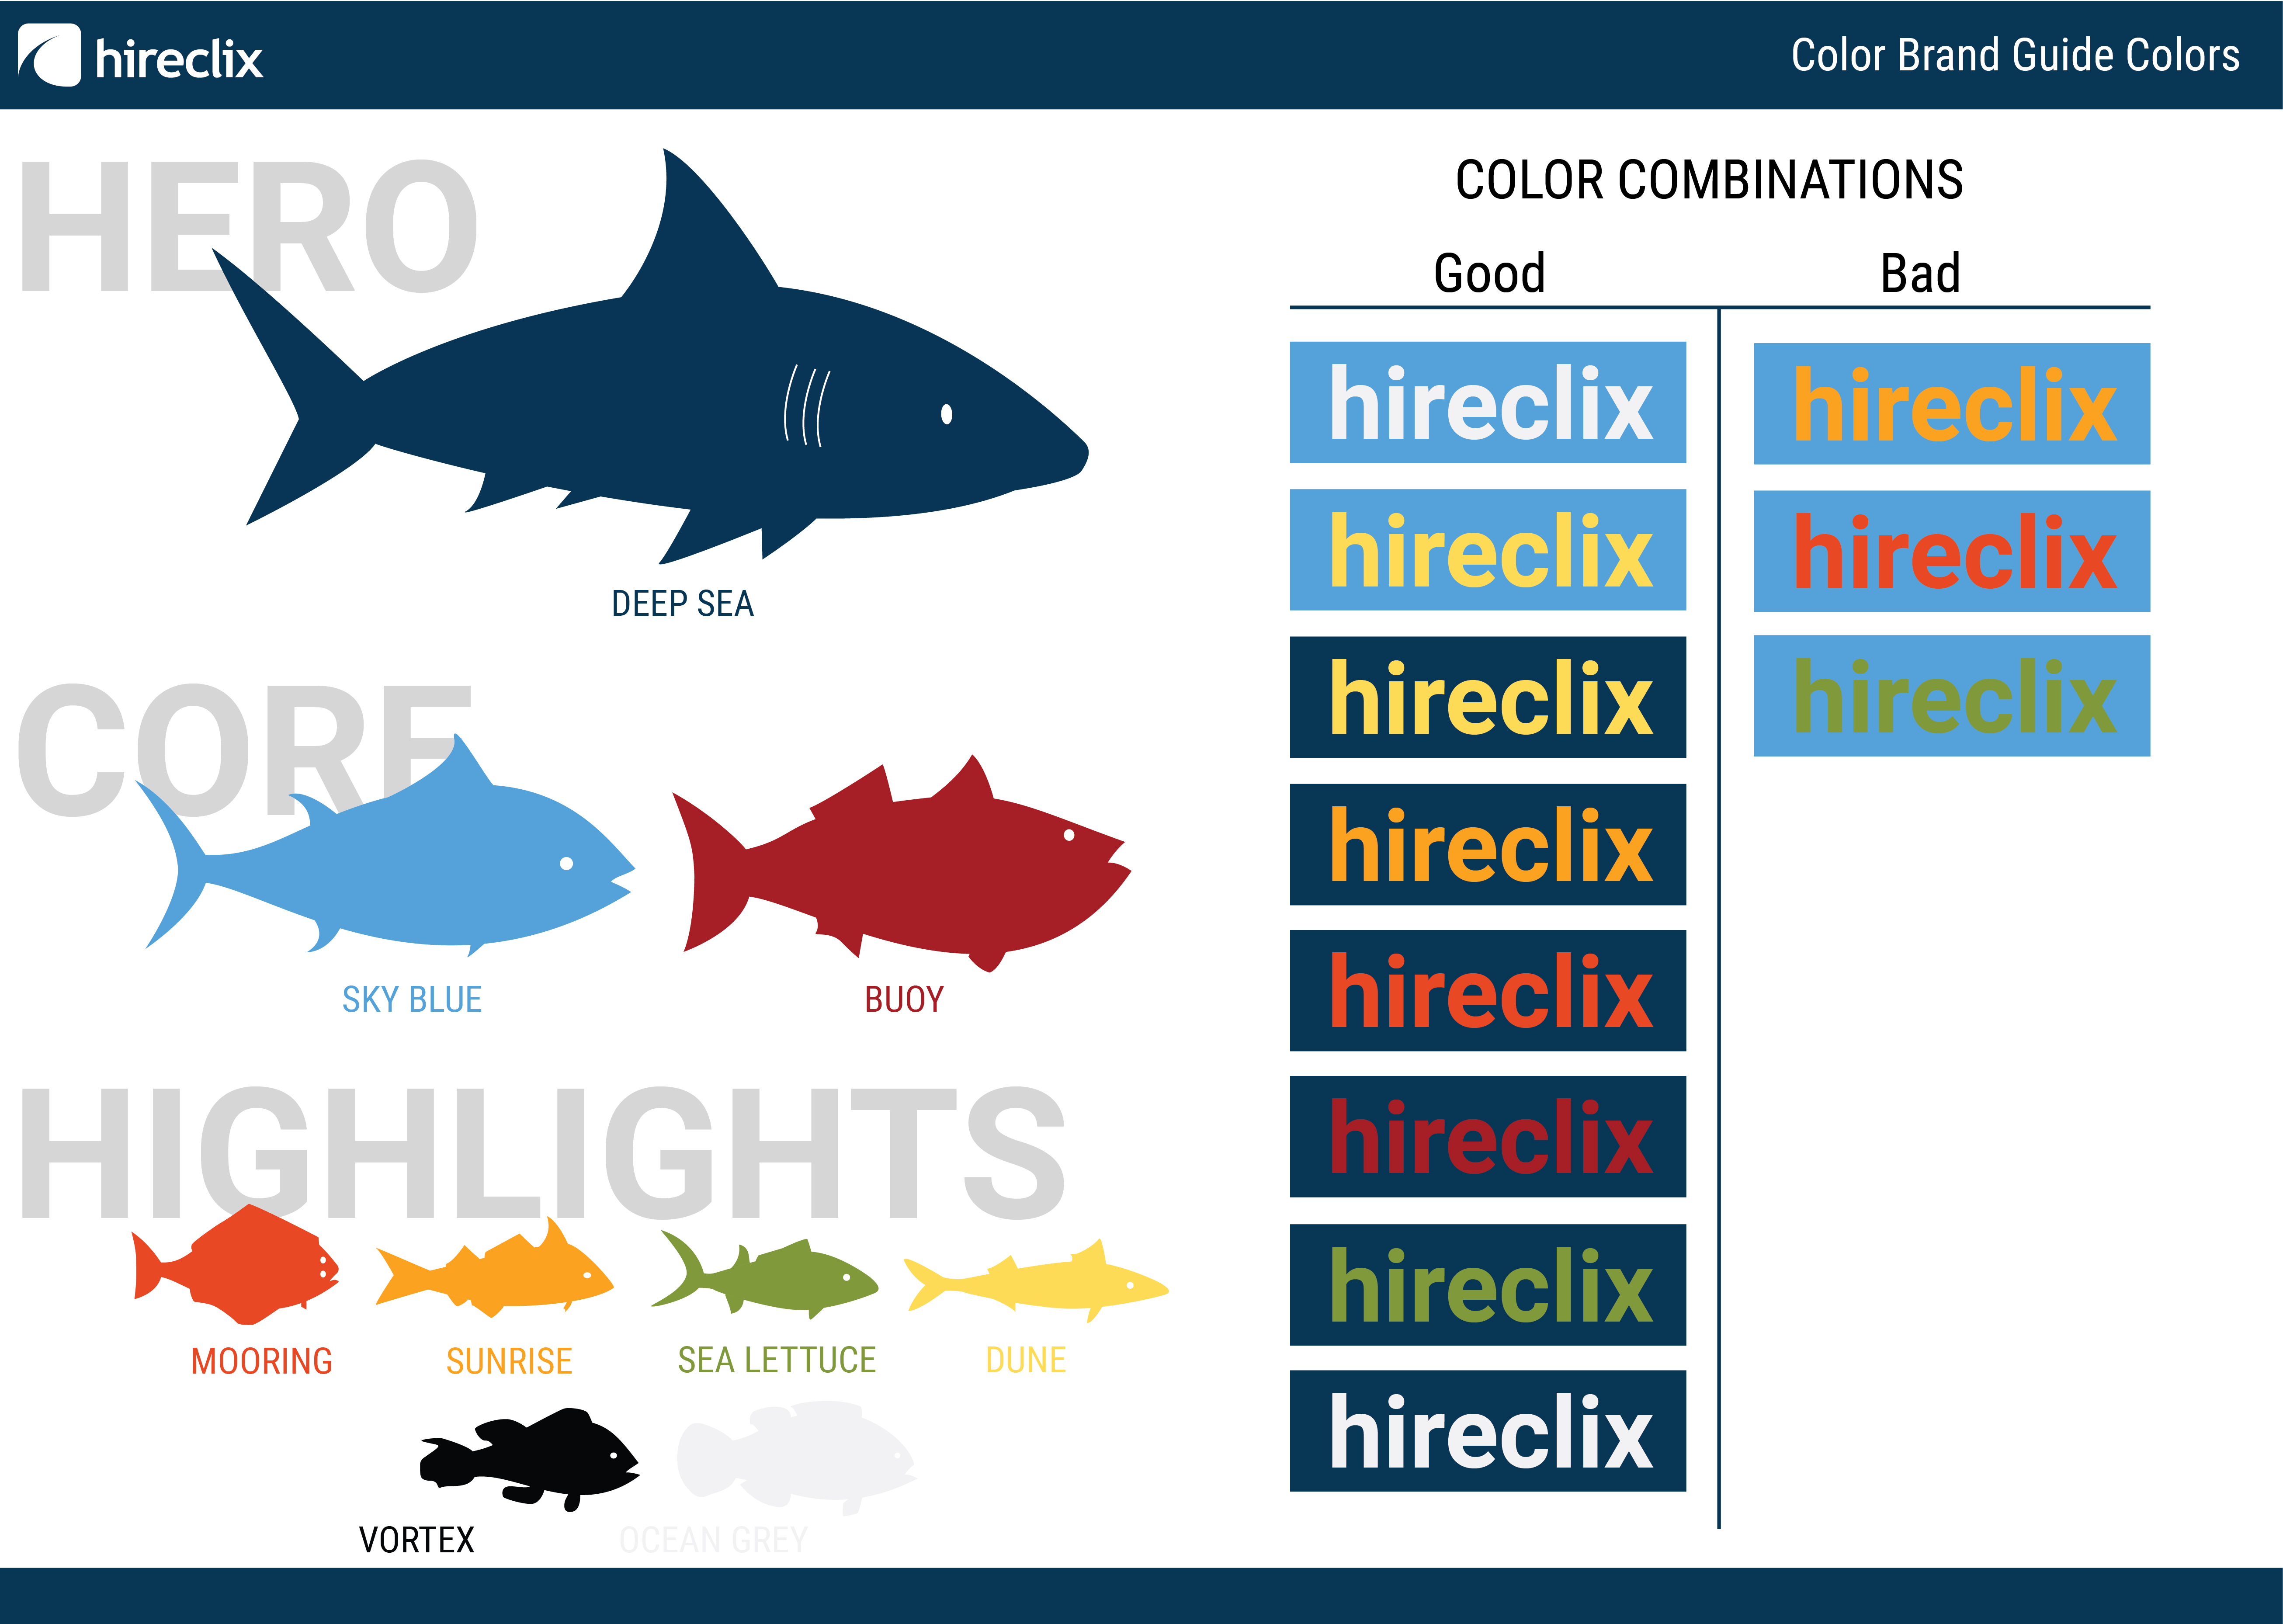 hireclix
Color Brand Guide Colors
HERO
DEEP SEA
CORE
SKY BLUE
BUOY
HIGHLIGHTS
MOORING
SUNRISE
SEA LETTUCE
DUNE
VORTEX
OCEAN GREY
COLOR COMBINATIONS
Good
Bad
hireclix
hireclix
hireclix
hireclix
hireclix
hireclix
hireclix
hireclix
hireclix
hireclix
hireclix